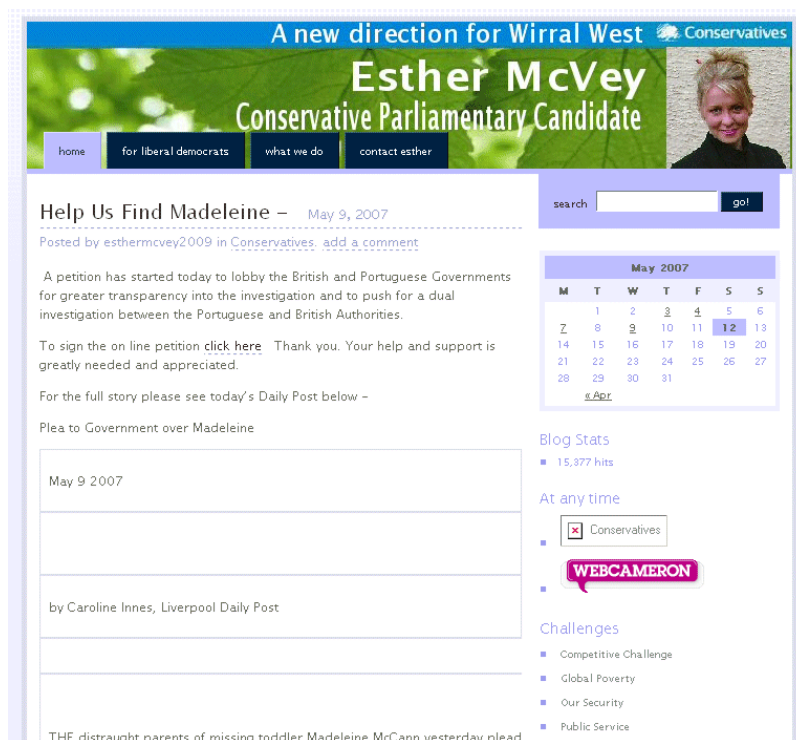 A new direction for Wirral West Conservatives
Esther McVey
Conservative Parliamentary Candidate
home for liberal democrats what we do contact esther
Help Us Find Madeleine – May 9, 2007
Posted by esthermcvey2009 in Conservatives. add a comment
A petition has started today to lobby the British and Portuguese Governments
for greater transparency into the investigation and to push for a dual
investigation between the Portuguese and British Authorities.
To sign the on line petition click here Thank you. Your help and support is
greatly needed and appreciated.
For the full story please see today's Daily Post below –
Plea to Government over Madeleine
May 9 2007
by Caroline Innes, Liverpool Daily Post
THE distraught parents of missing toddler Madeleine McCann yesterday plead
search go!
May 2007
M T W T F S S
1 2 3 4 5 6
7 8 9 10 11 12 13
14 15 16 17 18 19 20
21 22 23 24 25 26 27
28 29 30 31
« Apr
Blog Stats
15,377 hits
At any time
Conservatives
WEBCAMERON
Challenges
Competitive Challenge
Global Poverty
Our Security
Public Service